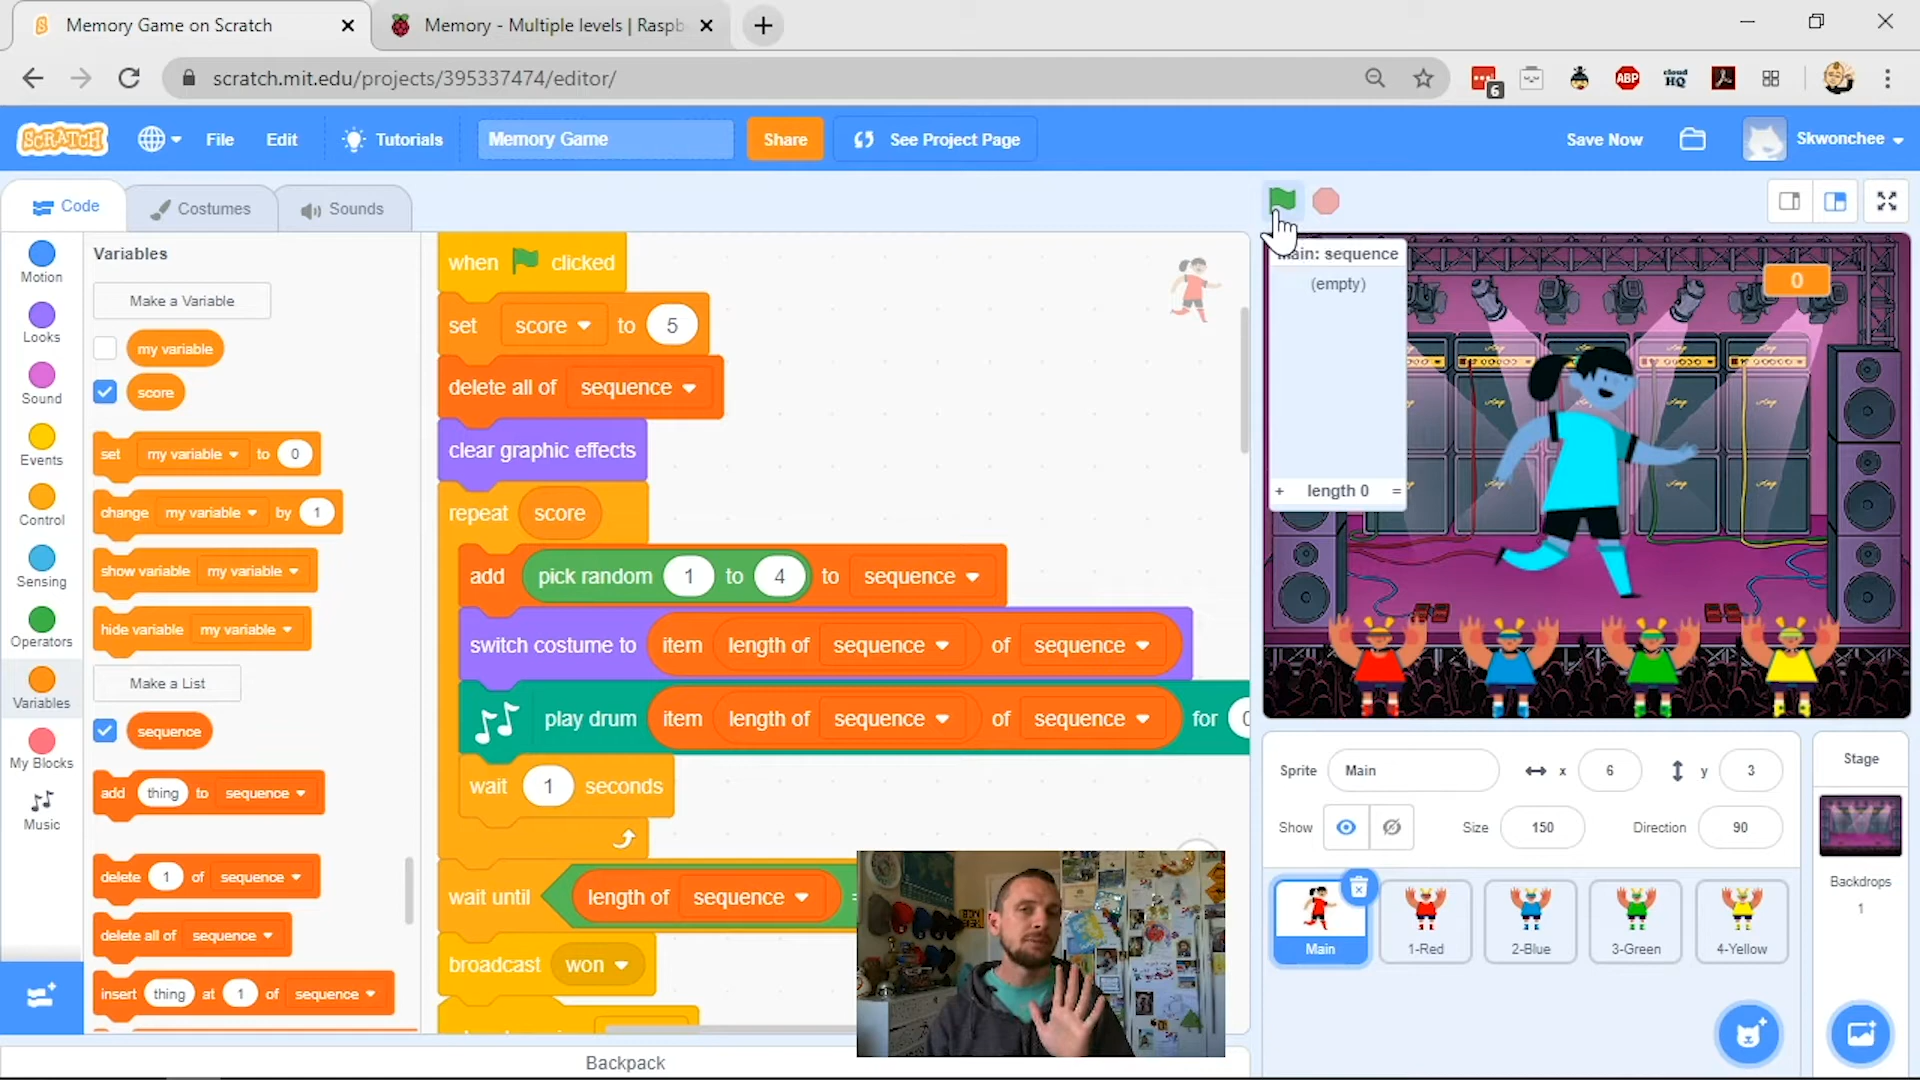 Memory Game on Scratch
Memory - Multiple levels | Raspb
scratch.mit.edu/projects/395337474/editor/
6
ABP
cloud HQ
SCRATCH
File
Edit
Tutorials
Memory Game
Share
See Project Page
Save Now
Skwonchee
Code
Costumes
Sounds
Motion
Looks
Sound
Events
Control
Sensing
Operators
Variables
My Blocks
Music
Variables
Make a Variable
my variable
score
set my variable to 0
change my variable by 1
show variable my variable
hide variable my variable
Make a List
sequence
add thing to sequence
delete 1 of sequence
delete all of sequence
insert thing at 1 of sequence
when clicked
set score to 5
delete all of sequence
clear graphic effects
repeat score
add pick random 1 to 4 to sequence
switch costume to item length of sequence of sequence
play drum item length of sequence of sequence for
wait 1 seconds
wait until length of sequence =
broadcast won
Backpack
ain: sequence
(empty)
+ length 0 =
0
Sprite Main x 6 y 3
Show Size 150 Direction 90
Main
1-Red
2-Blue
3-Green
4-Yellow
Stage
Backdrops
1